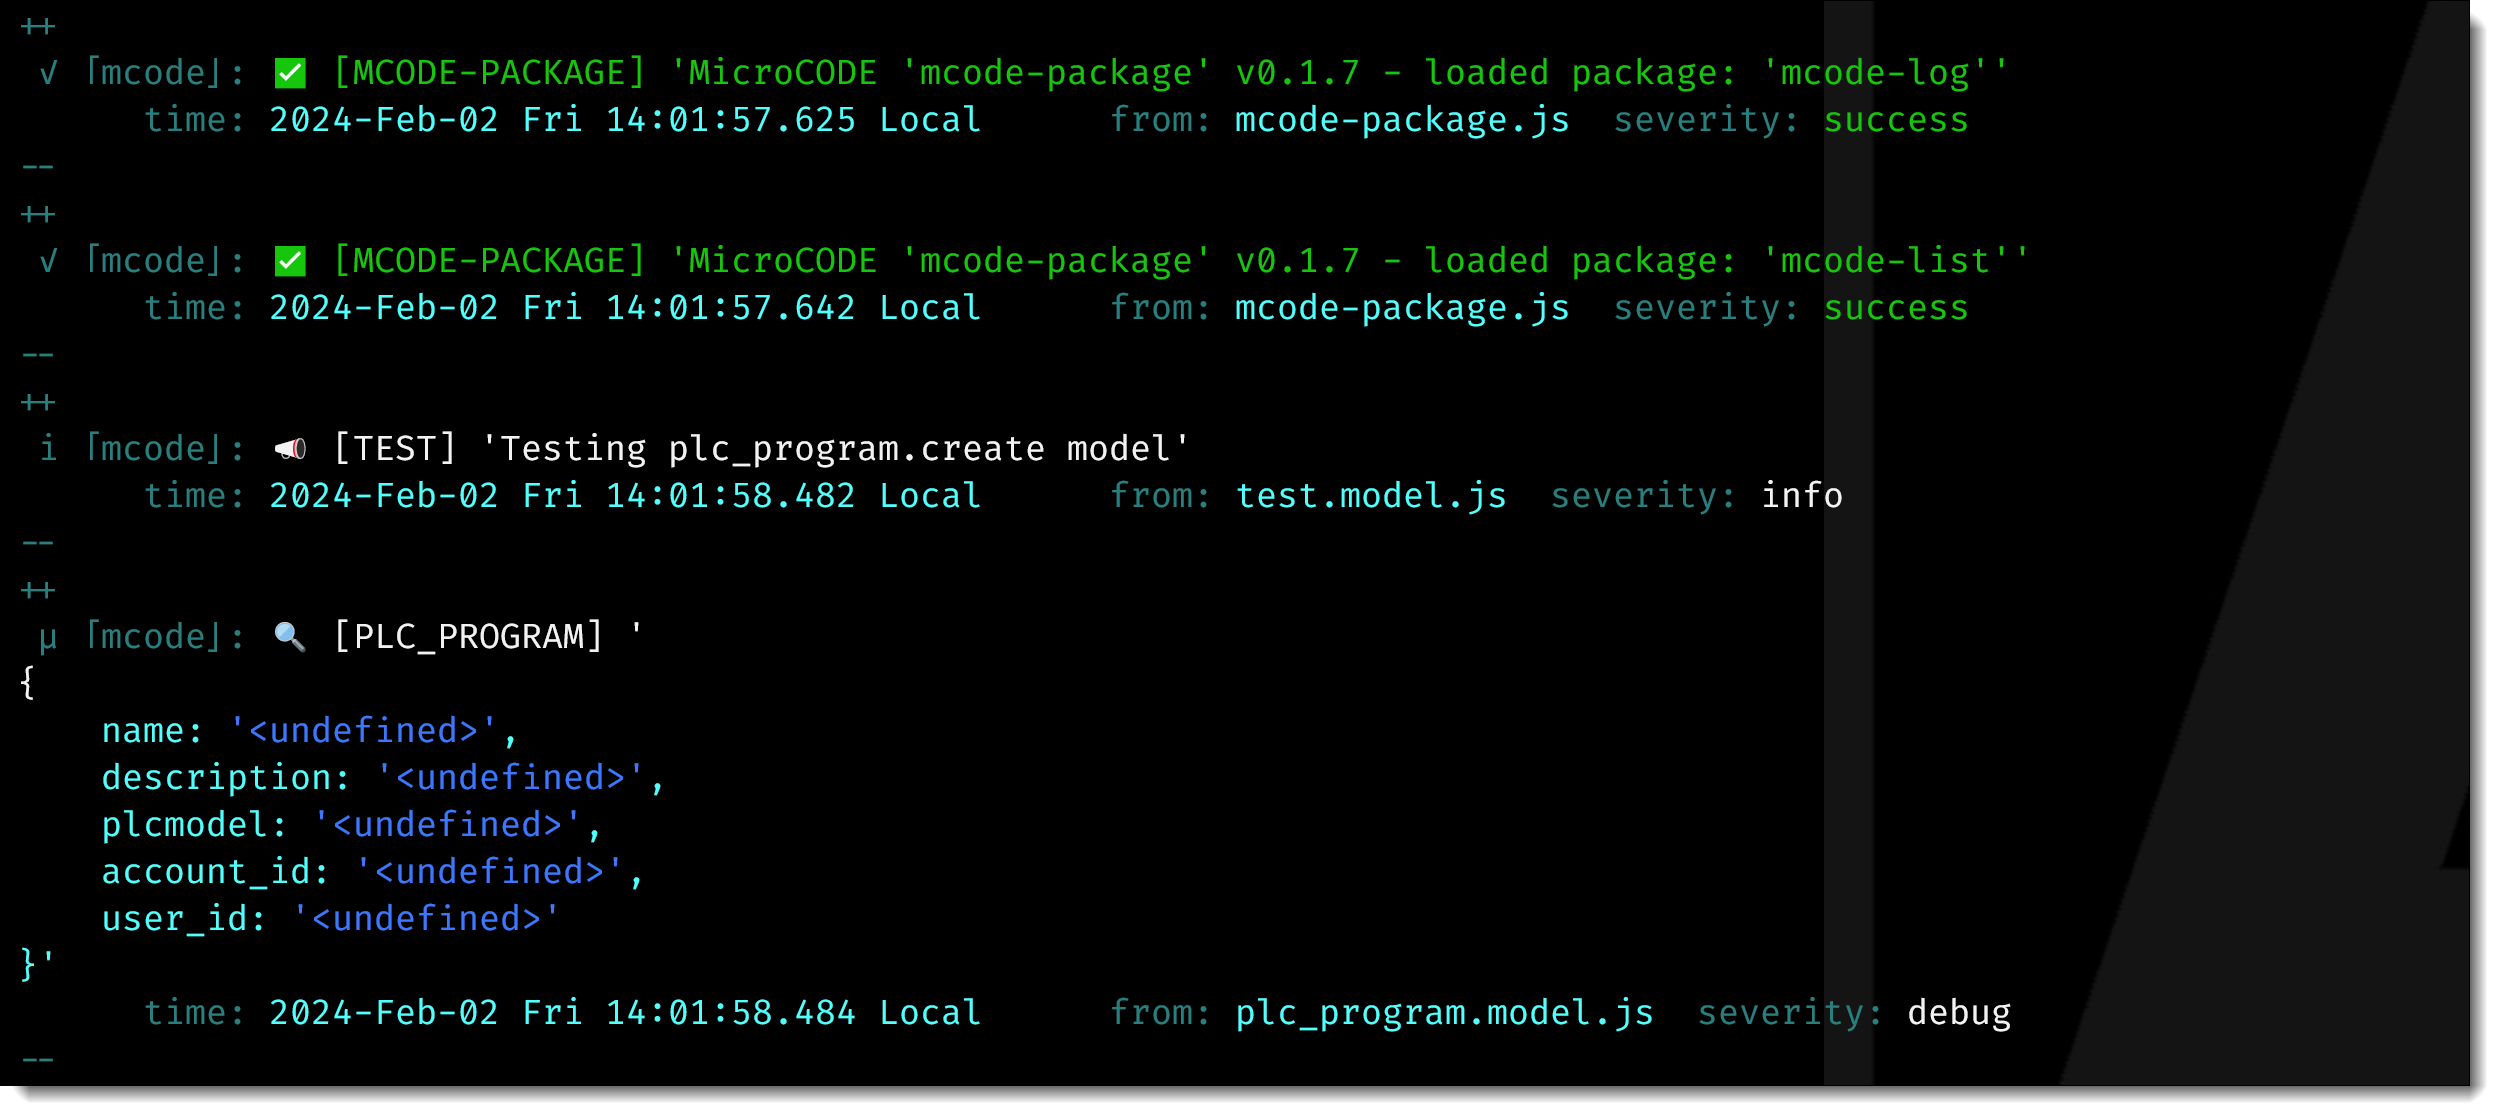 ++
√ ⌈mcode⌋: ✅ [MCODE-PACKAGE] 'MicroCODE 'mcode-package' v0.1.7 - loaded package: 'mcode-log''
time: 2024-Feb-02 Fri 14:01:57.625 Local from: mcode-package.js severity: success
--
++
√ ⌈mcode⌋: ✅ [MCODE-PACKAGE] 'MicroCODE 'mcode-package' v0.1.7 - loaded package: 'mcode-list''
time: 2024-Feb-02 Fri 14:01:57.642 Local from: mcode-package.js severity: success
--
++
i ⌈mcode⌋: 📣 [TEST] 'Testing plc_program.create model'
time: 2024-Feb-02 Fri 14:01:58.482 Local from: test.model.js severity: info
--
++
µ ⌈mcode⌋: 🔍 [PLC_PROGRAM] '
{
name: '<undefined>',
description: '<undefined>',
plcmodel: '<undefined>',
account_id: '<undefined>',
user_id: '<undefined>'
}'
time: 2024-Feb-02 Fri 14:01:58.484 Local from: plc_program.model.js severity: debug
--